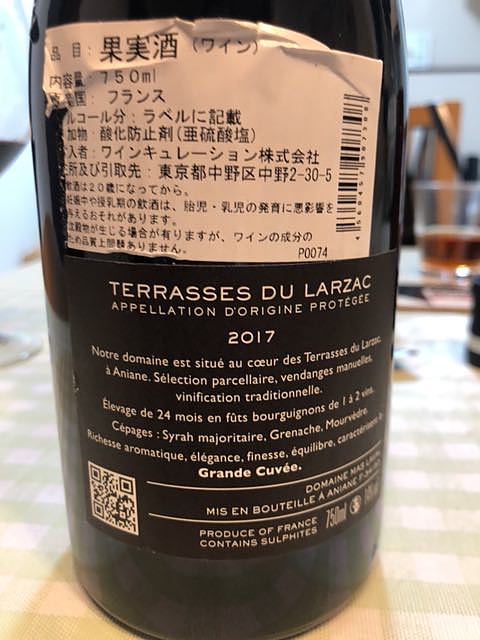 品 目：果実酒（ワイン）
内容量：750ml
国：フランス
ルコール分：ラベルに記載
加物：酸化防止剤（亜硫酸塩）
入者：ワインキュレーション株式会社
所及び引取先：東京都中野区中野2-30-5
飲酒は20歳になってから。
妊娠中や授乳期の飲酒は、胎児・乳児の発育に悪影響を
与えるおそれがあります。
沈殿物が生じる場合が有りますが、ワインの成分の
ため品質上問題ありません。
P0074
TERRASSES DU LARZAC
APPELLATION D'ORIGINE PROTÉGÉE
2017
Notre domaine est situé au cœur des Terrasses du Larzac,
à Aniane. Sélection parcellaire, vendanges manuelles,
vinification traditionnelle.
Élevage de 24 mois en fûts bourguignons de 1 à 2 vins.
Cépages : Syrah majoritaire, Grenache, Mourvèdre.
Richesse aromatique, élégance, finesse, équilibre, caractérisent la
Grande Cuvée.
DOMAINE MAS
MIS EN BOUTEILLE À ANIANE
PRODUCE OF FRANCE
CONTAINS SULPHITES
750ml